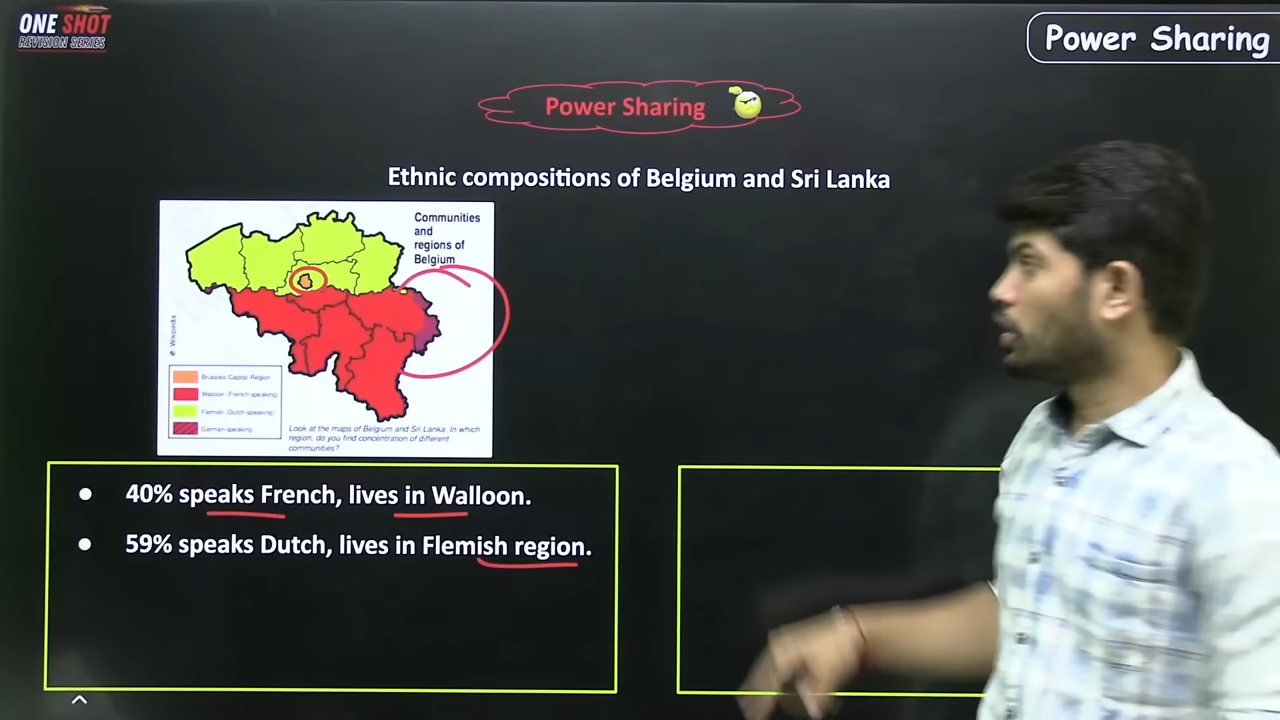 ONE SHOT
REVISION SERIES
Power Sharing
Power Sharing
Ethnic compositions of Belgium and Sri Lanka
Communities
and
regions of
Belgium
© Wikipedia
Brussels-Capital Region
Walloon (French speaking)
Flemish (Dutch speaking)
German-speaking
Look at the maps of Belgium and Sri Lanka. In which
region, do you find concentration of different
communities?
● 40% speaks French, lives in Walloon.
● 59% speaks Dutch, lives in Flemish region.